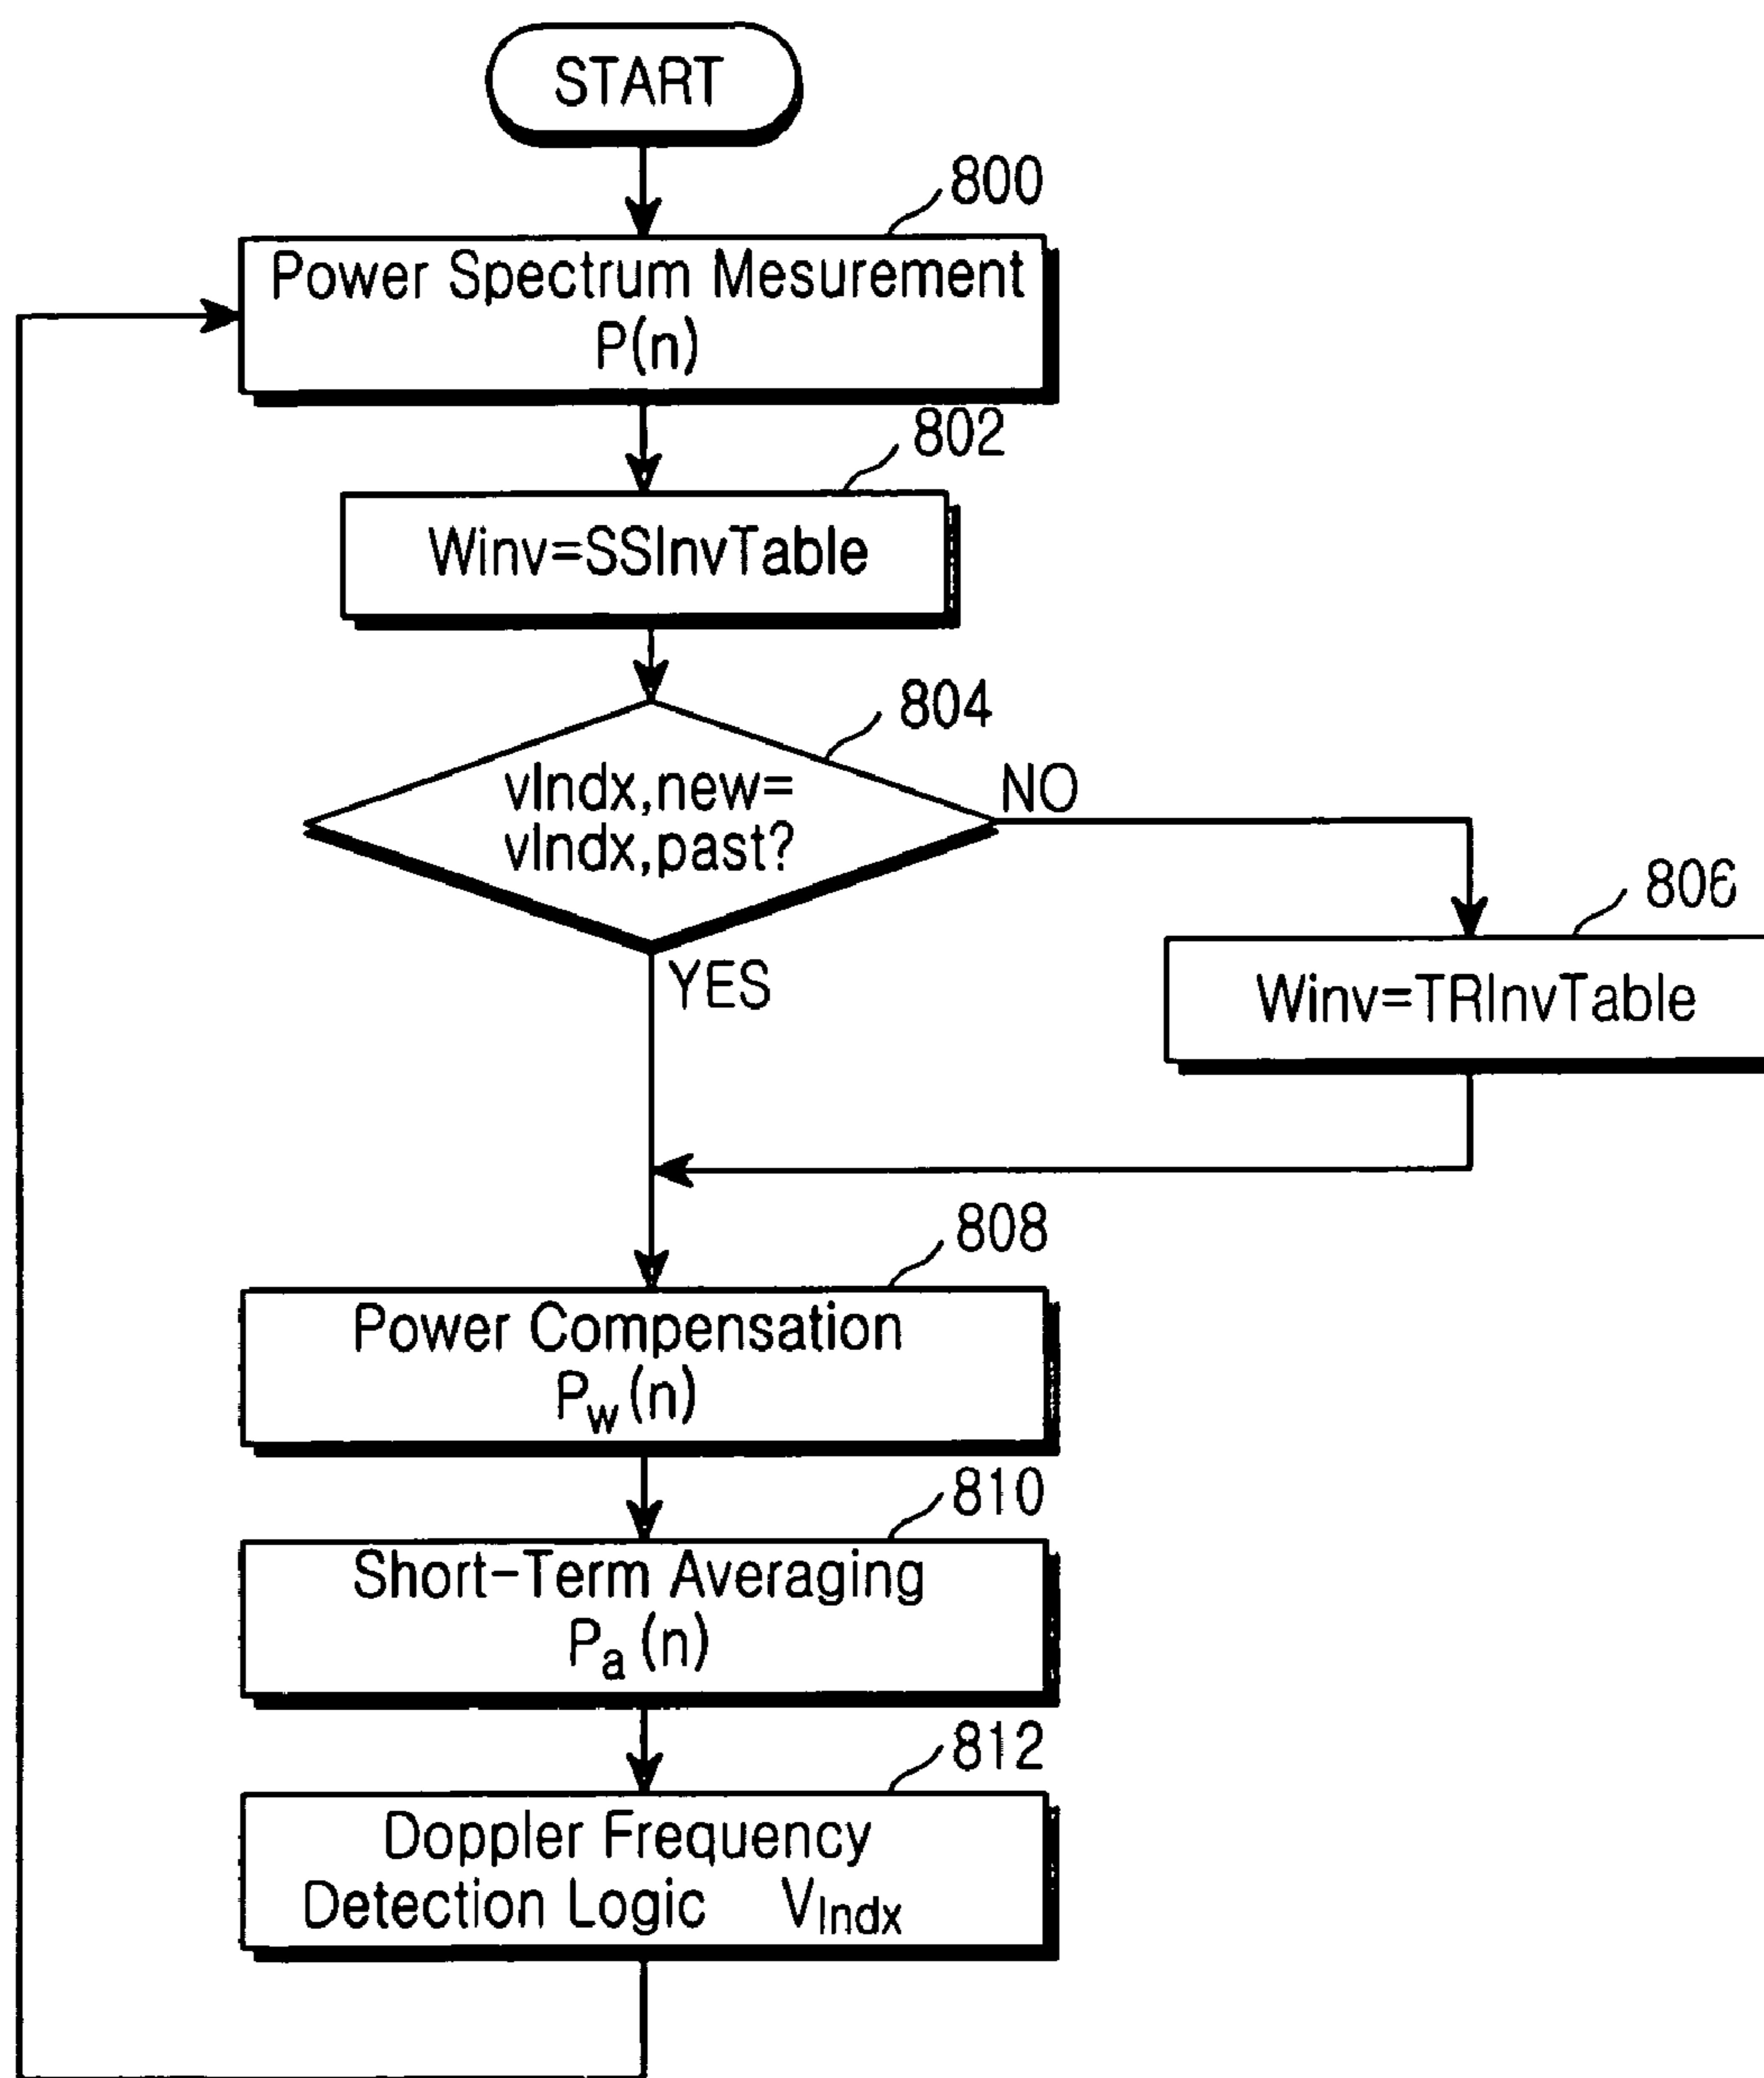 START
800
Power Spectrum Mesurement
P(n)
802
Winv=SSInvTable
804
vIndx,new=
vIndx,past?
NO
YES
806
Winv=TRInvTable
808
Power Compensation
Pw(n)
810
Short-Term Averaging
Pa(n)
812
Doppler Frequency
Detection Logic VIndx